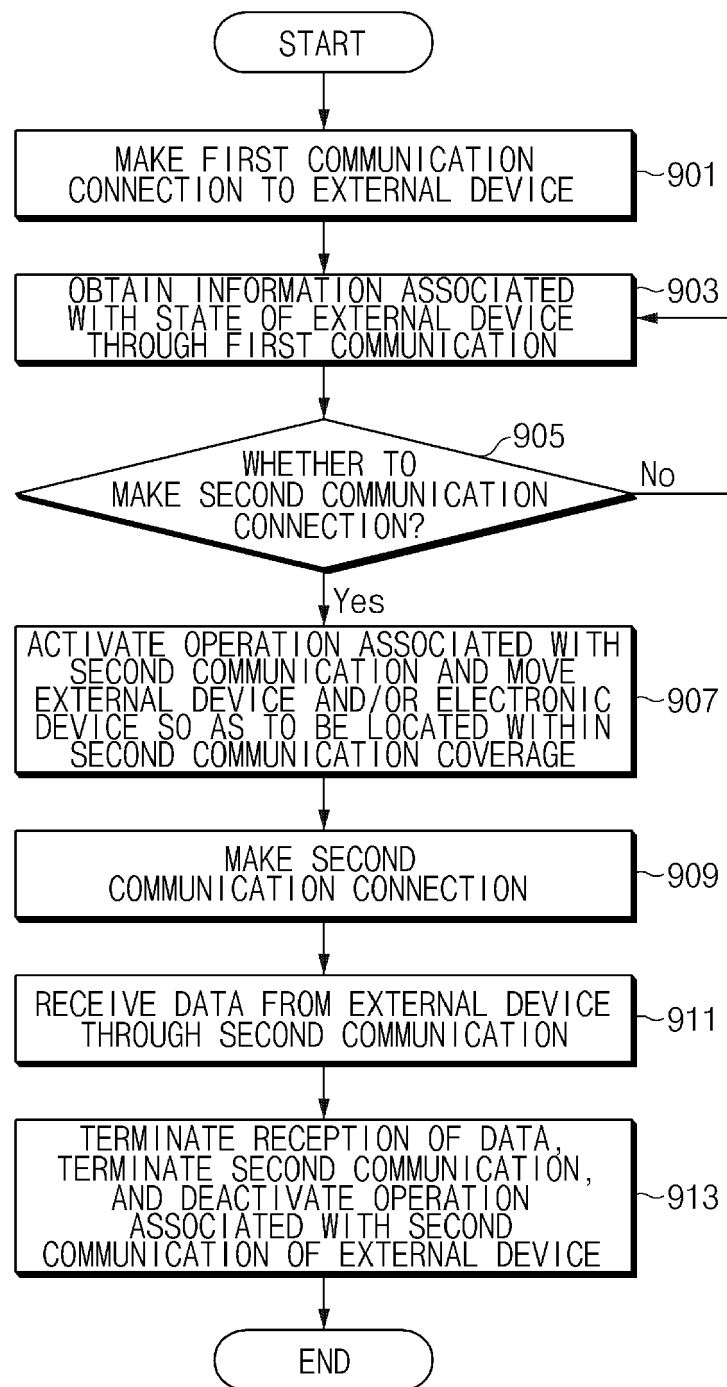 START
MAKE FIRST COMMUNICATION
CONNECTION TO EXTERNAL DEVICE
901
OBTAIN INFORMATION ASSOCIATED
WITH STATE OF EXTERNAL DEVICE
THROUGH FIRST COMMUNICATION
903
905
WHETHER TO
MAKE SECOND COMMUNICATION
CONNECTION?
No
Yes
ACTIVATE OPERATION ASSOCIATED WITH
SECOND COMMUNICATION AND MOVE
EXTERNAL DEVICE AND/OR ELECTRONIC
DEVICE SO AS TO BE LOCATED WITHIN
SECOND COMMUNICATION COVERAGE
907
MAKE SECOND
COMMUNICATION CONNECTION
909
RECEIVE DATA FROM EXTERNAL DEVICE
THROUGH SECOND COMMUNICATION
911
TERMINATE RECEPTION OF DATA,
TERMINATE SECOND COMMUNICATION,
AND DEACTIVATE OPERATION
ASSOCIATED WITH SECOND
COMMUNICATION OF EXTERNAL DEVICE
913
END